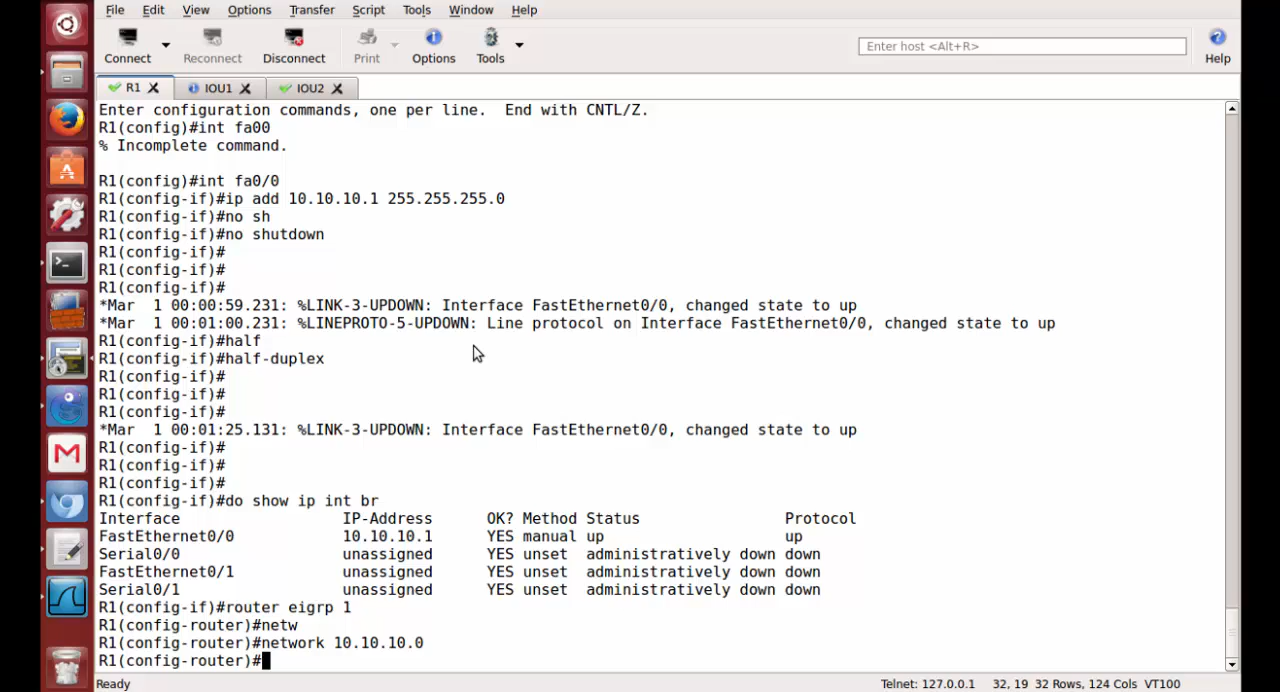 File Edit View Options Transfer Script Tools Window Help
Connect Reconnect Disconnect Print Options Tools Enter host <Alt+R> Help
R1 IOU1 IOU2
Enter configuration commands, one per line.  End with CNTL/Z.
R1(config)#int fa00
% Incomplete command.
R1(config)#int fa0/0
R1(config-if)#ip add 10.10.10.1 255.255.255.0
R1(config-if)#no sh
R1(config-if)#no shutdown
R1(config-if)#
R1(config-if)#
R1(config-if)#
*Mar  1 00:00:59.231: %LINK-3-UPDOWN: Interface FastEthernet0/0, changed state to up
*Mar  1 00:01:00.231: %LINEPROTO-5-UPDOWN: Line protocol on Interface FastEthernet0/0, changed state to up
R1(config-if)#half
R1(config-if)#half-duplex
R1(config-if)#
R1(config-if)#
R1(config-if)#
*Mar  1 00:01:25.131: %LINK-3-UPDOWN: Interface FastEthernet0/0, changed state to up
R1(config-if)#
R1(config-if)#
R1(config-if)#
R1(config-if)#do show ip int br
Interface                  IP-Address      OK? Method Status                Protocol
FastEthernet0/0            10.10.10.1      YES manual up                    up
Serial0/0                  unassigned      YES unset  administratively down down
FastEthernet0/1            unassigned      YES unset  administratively down down
Serial0/1                  unassigned      YES unset  administratively down down
R1(config-if)#router eigrp 1
R1(config-router)#netw
R1(config-router)#network 10.10.10.0
R1(config-router)#
Ready Telnet: 127.0.0.1 32, 19 32 Rows, 124 Cols VT100